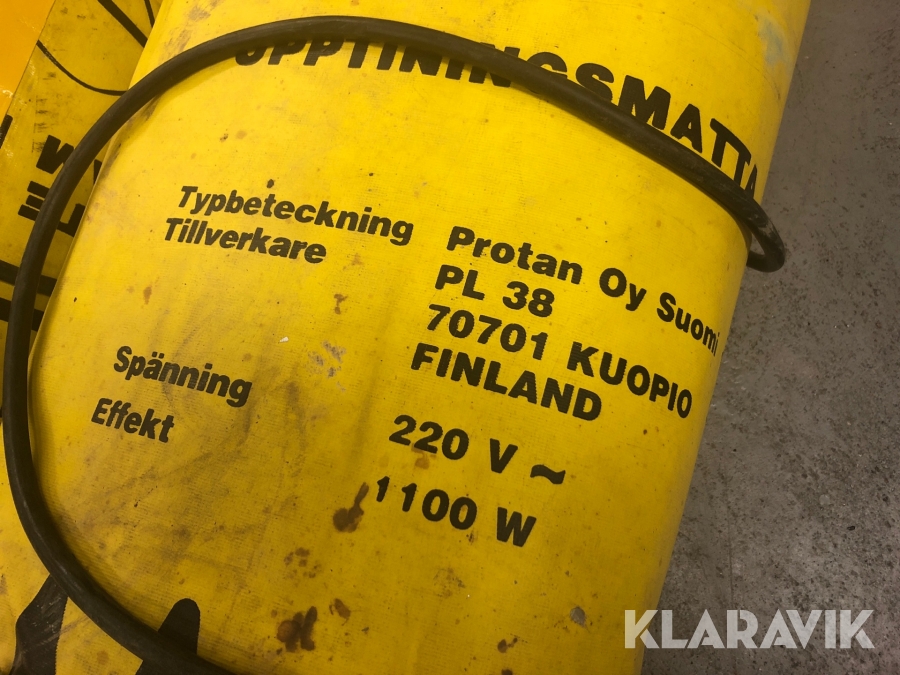 UPPTININGSMATTA
Typbeteckning
Tillverkare Protan Oy Suomi
PL 38
70701 KUOPIO
FINLAND
Spänning 220 V ~
Effekt 1100 W
KLARAVIK